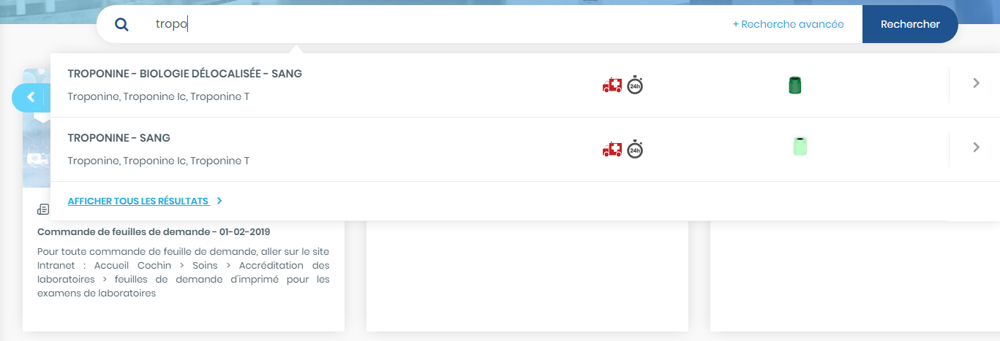 tropo
+ Recherche avancée
Rechercher
TROPONINE - BIOLOGIE DÉLOCALISÉE - SANG
Troponine, Troponine Ic, Troponine T
24h
TROPONINE - SANG
Troponine, Troponine Ic, Troponine T
24h
AFFICHER TOUS LES RÉSULTATS
Commande de feuilles de demande - 01-02-2019
Pour toute commande de feuille de demande, aller sur le site
Intranet : Accueil Cochin > Soins > Accréditation des
laboratoires > feuilles de demande d'imprimé pour les
examens de laboratoires